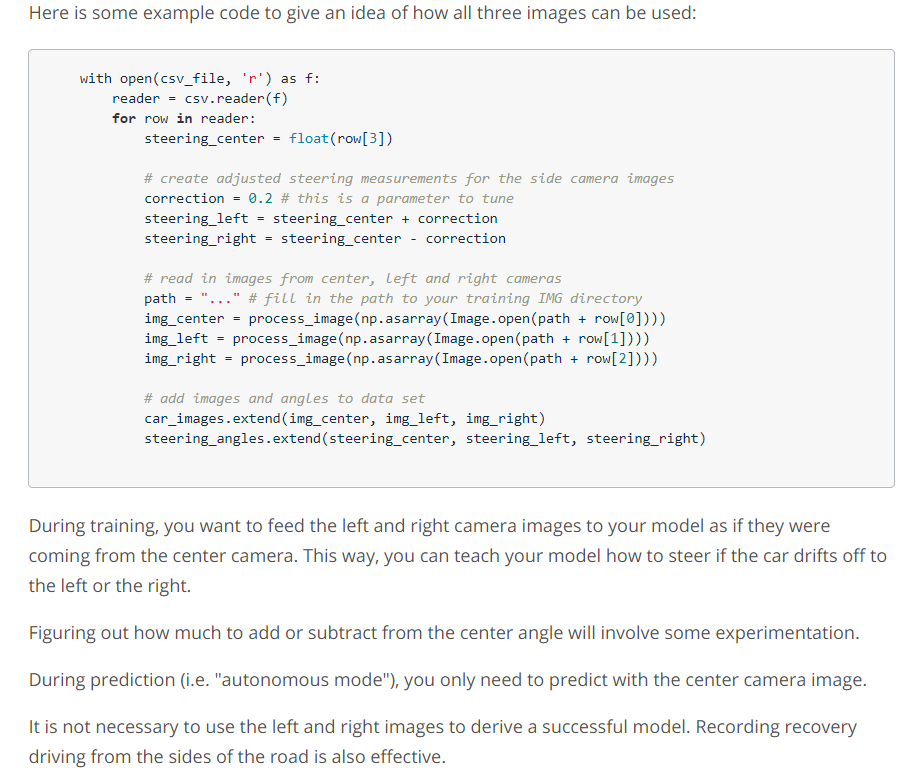 Here is some example code to give an idea of how all three images can be used:
with open(csv_file, 'r') as f:
    reader = csv.reader(f)
    for row in reader:
        steering_center = float(row[3])

        # create adjusted steering measurements for the side camera images
        correction = 0.2 # this is a parameter to tune
        steering_left = steering_center + correction
        steering_right = steering_center - correction

        # read in images from center, left and right cameras
        path = "..." # fill in the path to your training IMG directory
        img_center = process_image(np.asarray(Image.open(path + row[0])))
        img_left = process_image(np.asarray(Image.open(path + row[1])))
        img_right = process_image(np.asarray(Image.open(path + row[2])))

        # add images and angles to data set
        car_images.extend(img_center, img_left, img_right)
        steering_angles.extend(steering_center, steering_left, steering_right)
During training, you want to feed the left and right camera images to your model as if they were
coming from the center camera. This way, you can teach your model how to steer if the car drifts off to
the left or the right.
Figuring out how much to add or subtract from the center angle will involve some experimentation.
During prediction (i.e. "autonomous mode"), you only need to predict with the center camera image.
It is not necessary to use the left and right images to derive a successful model. Recording recovery
driving from the sides of the road is also effective.